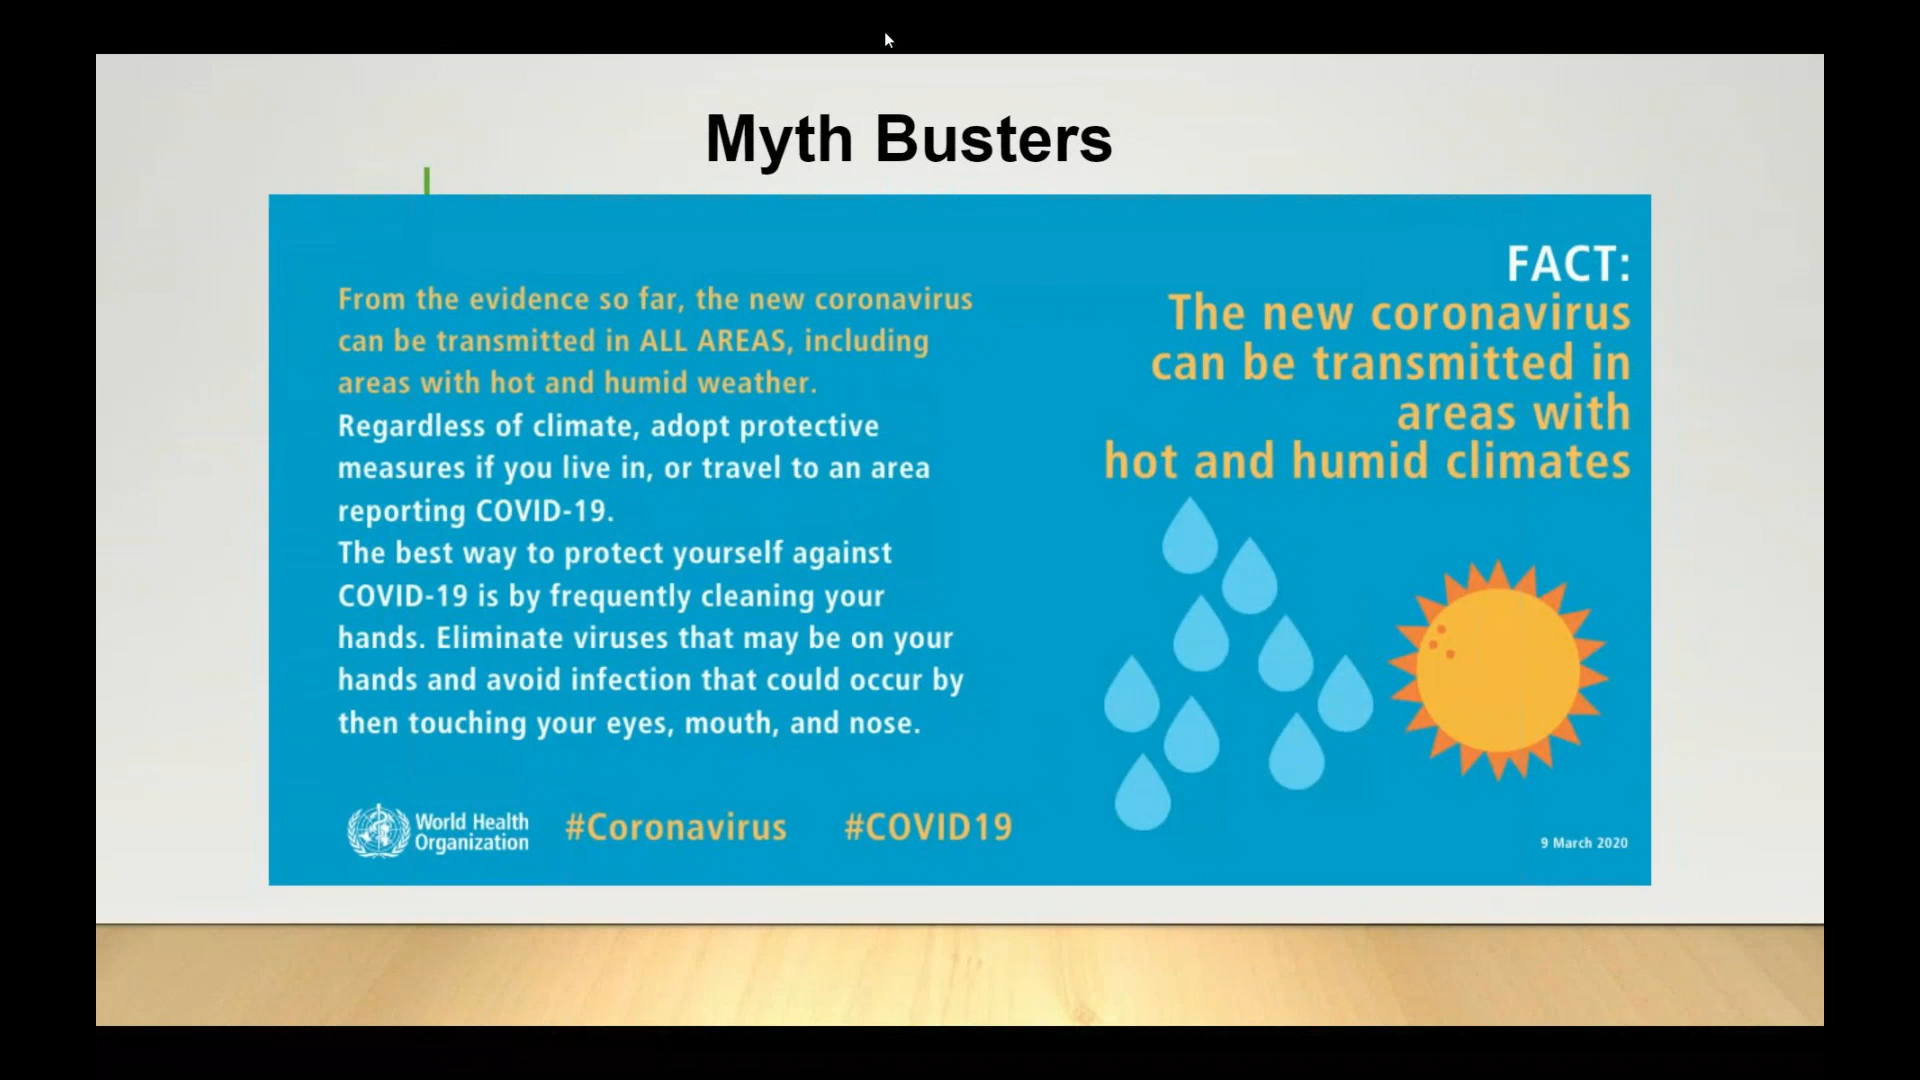 Myth Busters
From the evidence so far, the new coronavirus
can be transmitted in ALL AREAS, including
areas with hot and humid weather.
Regardless of climate, adopt protective
measures if you live in, or travel to an area
reporting COVID-19.
The best way to protect yourself against
COVID-19 is by frequently cleaning your
hands. Eliminate viruses that may be on your
hands and avoid infection that could occur by
then touching your eyes, mouth, and nose.
FACT:
The new coronavirus
can be transmitted in
areas with
hot and humid climates
World Health
Organization
#Coronavirus #COVID19
9 March 2020